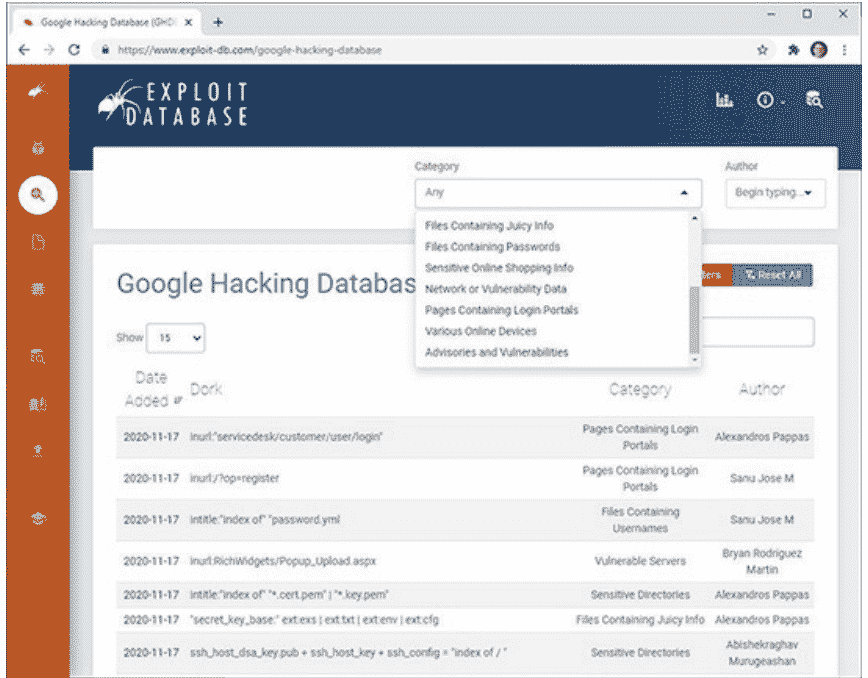 Google Hacking Database (GHD
https://www.exploit-db.com/google-hacking-database
EXPLOIT
DATABASE
Category
Author
Any
Begin typing...
Files Containing Juicy Info
Files Containing Passwords
Sensitive Online Shopping Info
Network or Vulnerability Data
Pages Containing Login Portals
Various Online Devices
Advisories and Vulnerabilities
Google Hacking Databas
ters
Reset All
Show 15
Date Added
Dork
Category
Author
2020-11-17 inurl:"servicedesk/customer/user/login" Pages Containing Login Portals Alexandros Pappas
2020-11-17 inurl:/?op=register Pages Containing Login Portals Sanu Jose M
2020-11-17 intitle:"index of" "password.yml Files Containing Usernames Sanu Jose M
2020-11-17 inurl:RichWidgets/Popup_Upload.aspx Vulnerable Servers Bryan Rodriguez Martin
2020-11-17 intitle:"index of" "*.cert.pem" | "*.key.pem" Sensitive Directories Alexandros Pappas
2020-11-17 "secret_key_base:" ext:exs | ext:txt | ext:env | ext:cfg Files Containing Juicy Info Alexandros Pappas
2020-11-17 ssh_host_dsa_key.pub + ssh_host_key + ssh_config = "index of / " Sensitive Directories Abishekraghav Murugeashan